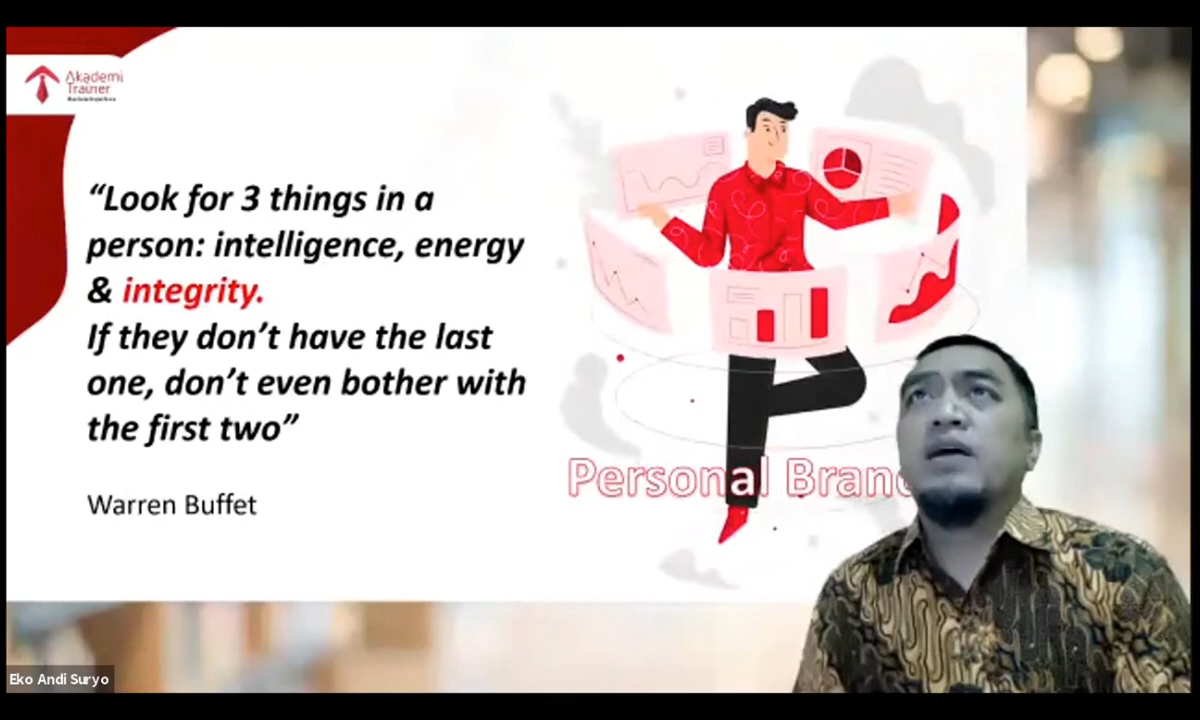 Akademi
Trainer
“Look for 3 things in a
person: intelligence, energy
& integrity.
If they don’t have the last
one, don’t even bother with
the first two”
Warren Buffet
Personal Brand
Eko Andi Suryo